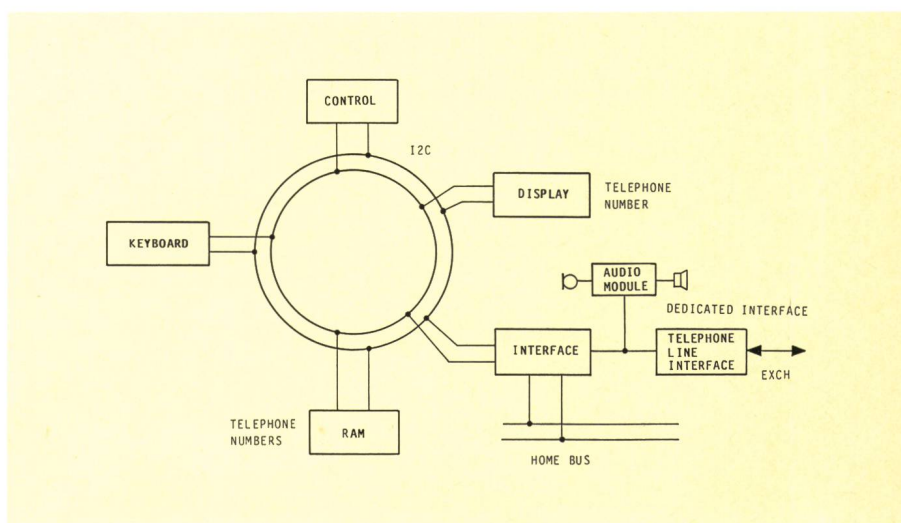 CONTROL
I2C
DISPLAY
TELEPHONE
NUMBER
KEYBOARD
AUDIO
MODULE
DEDICATED INTERFACE
INTERFACE
TELEPHONE
LINE
INTERFACE
EXCH
TELEPHONE
NUMBERS
RAM
HOME BUS